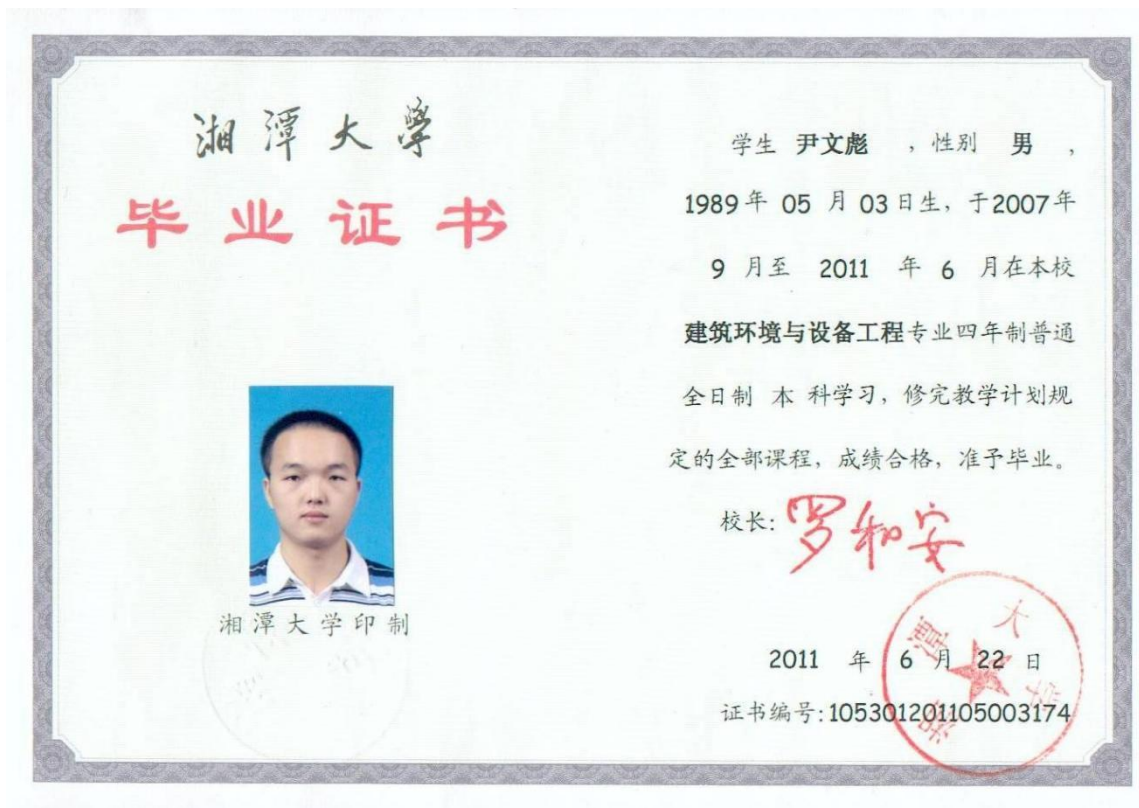 湘潭大学
毕业证书
湘潭大学印制
学生 尹文彪 ，性别 男 ，
1989年 05 月 03日生，于2007年
9 月至 2011 年 6 月在本校
建筑环境与设备工程专业四年制普通
全日制 本 科学习，修完教学计划规
定的全部课程，成绩合格，准予毕业。
校长:罗和安
湘潭大学
2011 年 6 月 22 日
证书编号:105301201105003174